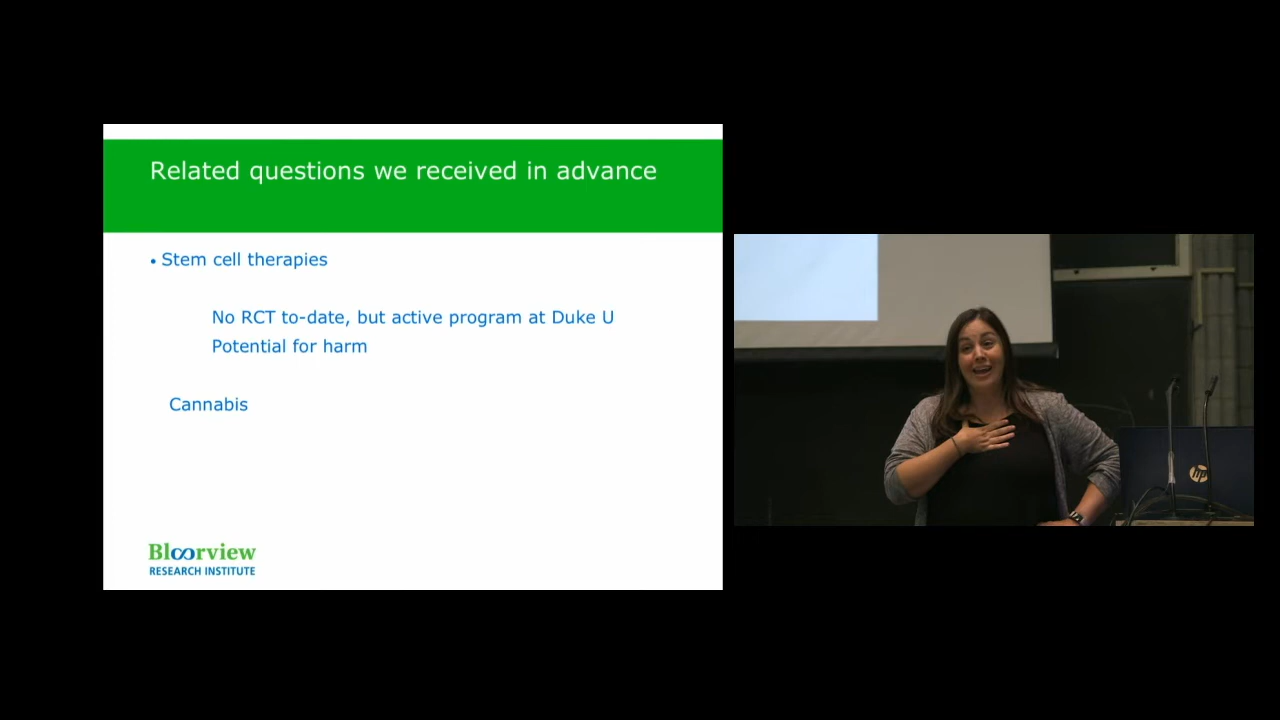 Related questions we received in advance
• Stem cell therapies
No RCT to-date, but active program at Duke U
Potential for harm
Cannabis
Bloorview
RESEARCH INSTITUTE
hp